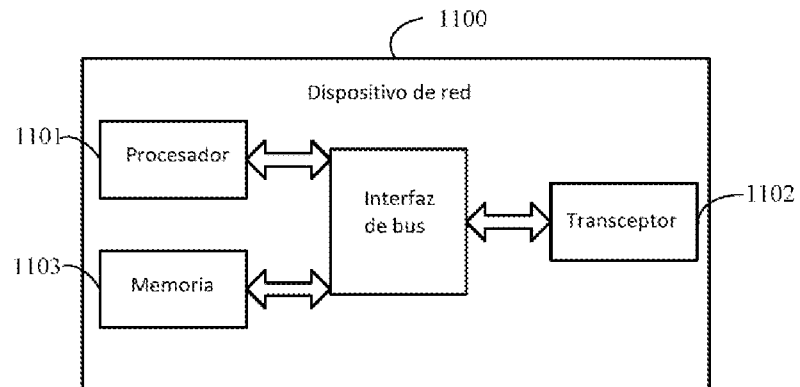 1100
Dispositivo de red
1101
Procesador
Interfaz
de bus
Transceptor
1102
1103
Memoria